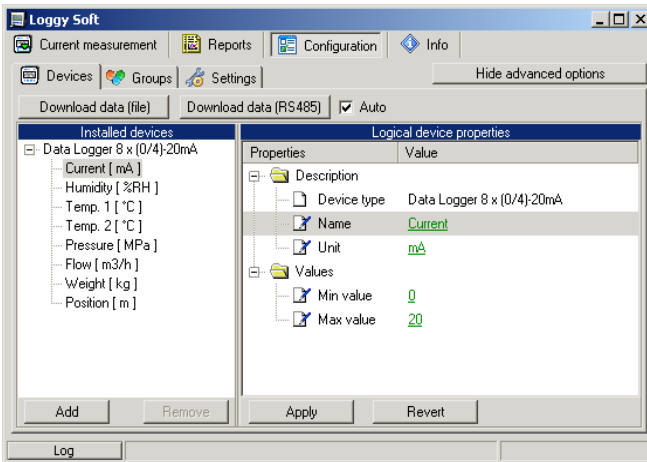 Loggy Soft
Current measurement Reports Configuration Info
Devices Groups Settings Hide advanced options
Download data (file) Download data (RS485) Auto
Installed devices Logical device properties
Data Logger 8 x (0/4)-20mA Properties Value
Current [ mA ] Description
Humidity [ %RH ] Device type Data Logger 8 x (0/4)-20mA
Temp. 1 [ °C ] Name Current
Temp. 2 [ °C ] Unit mA
Pressure [ MPa ] Values
Flow [ m3/h ] Min value 0
Weight [ kg ] Max value 20
Position [ m ]
Add Remove Apply Revert
Log